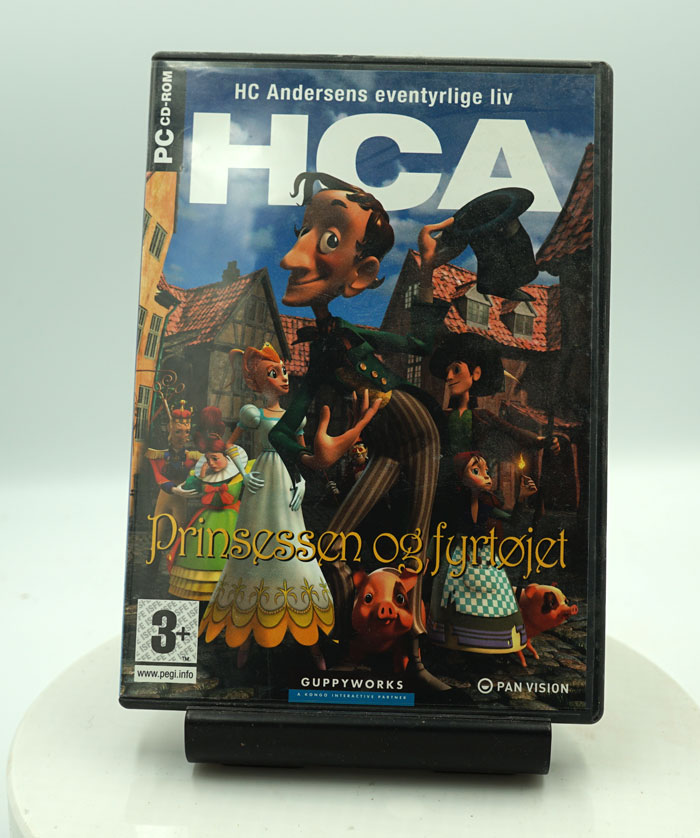 PC CD-ROM
HC Andersens eventyrlige liv
HCA
Prinsessen og fyrtøjet
3+
TM
www.pegi.info
GUPPYWORKS
A KONGO INTERACTIVE PARTNER
PAN VISION